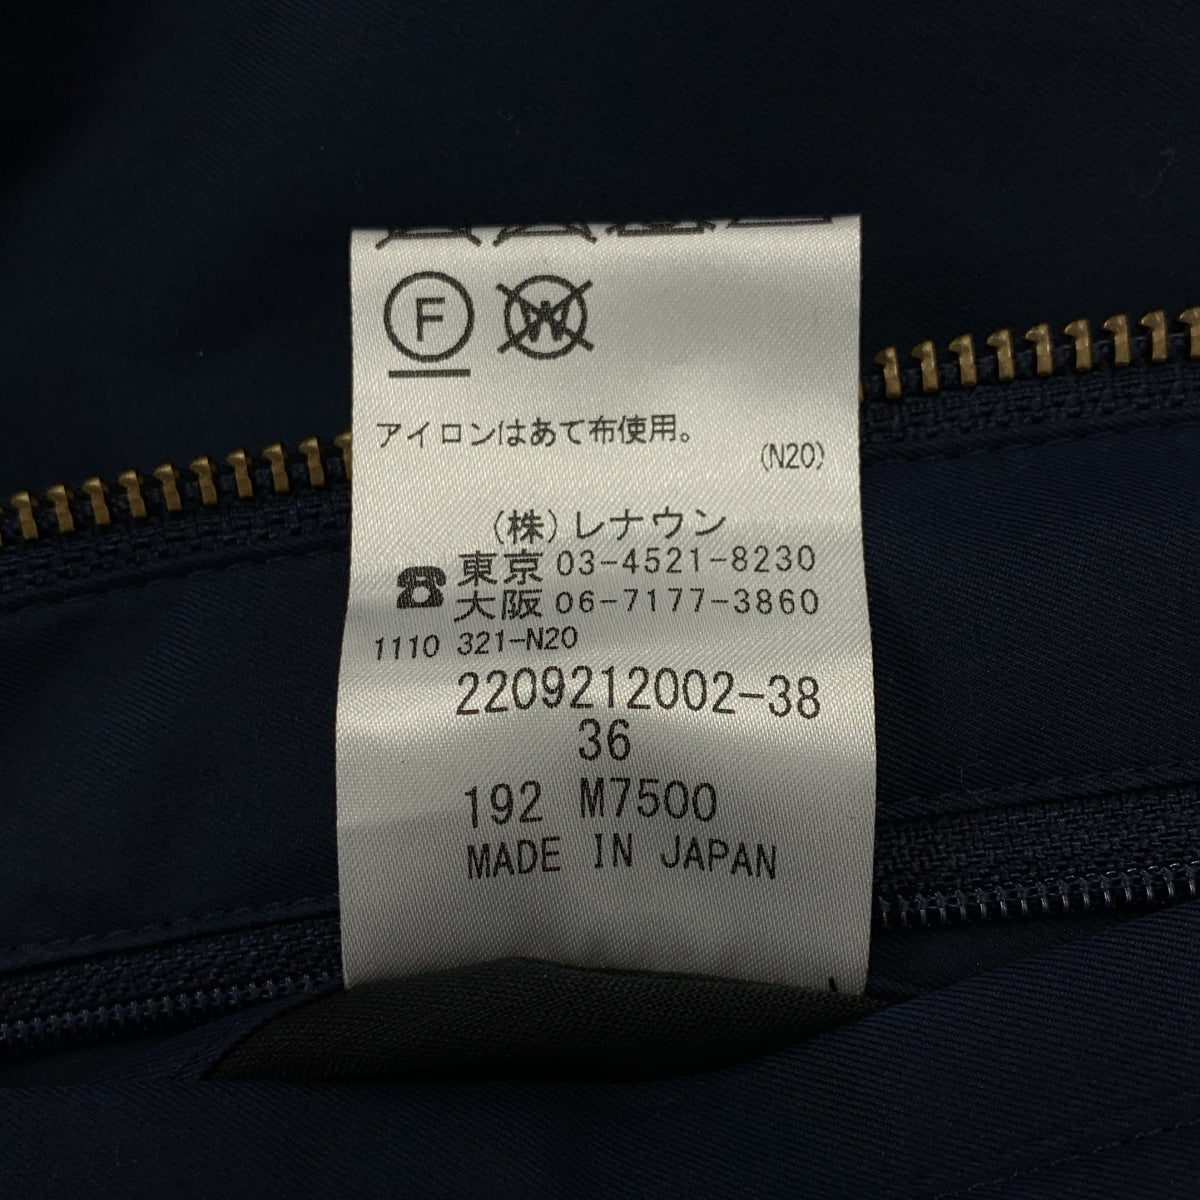 F W
アイロンはあて布使用。
(N20)
(株)レナウン
☎ 東京 03-4521-8230
大阪 06-7177-3860
1110 321-N20
2209212002-38
36
192 M7500
MADE IN JAPAN